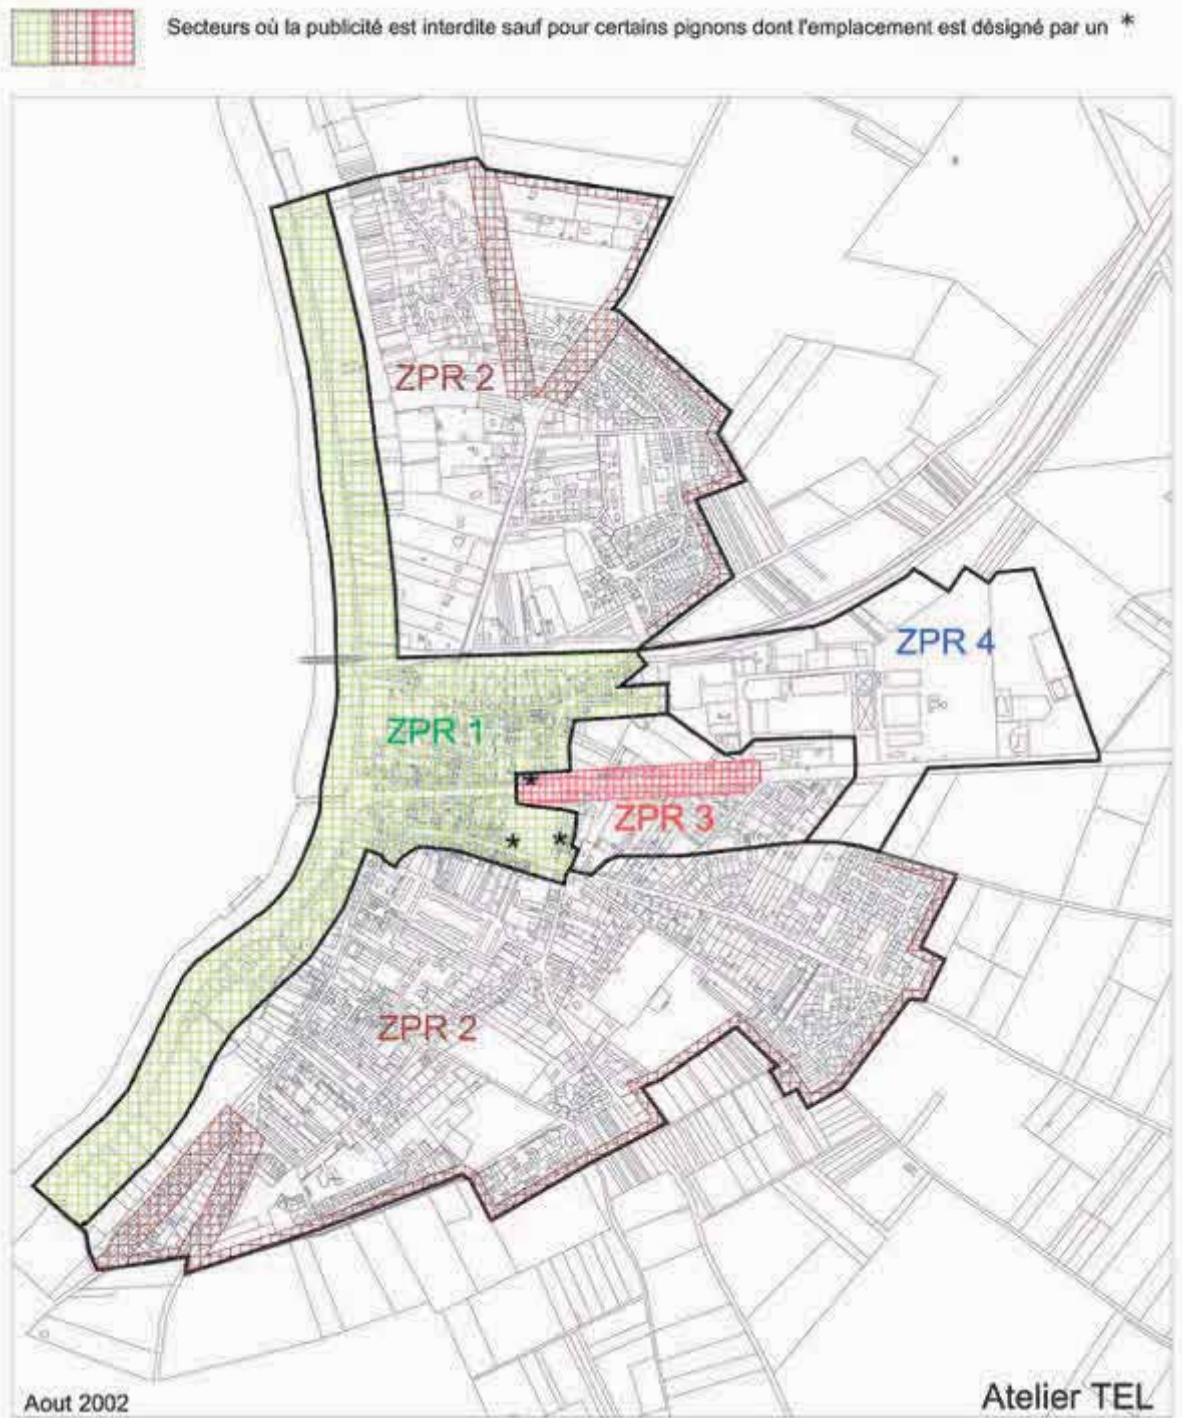 Secteurs où la publicité est interdite sauf pour certains pignons dont l'emplacement est désigné par un *
ZPR 2
ZPR 4
ZPR 1
*
ZPR 3
* *
ZPR 2
Aout 2002
Atelier TEL